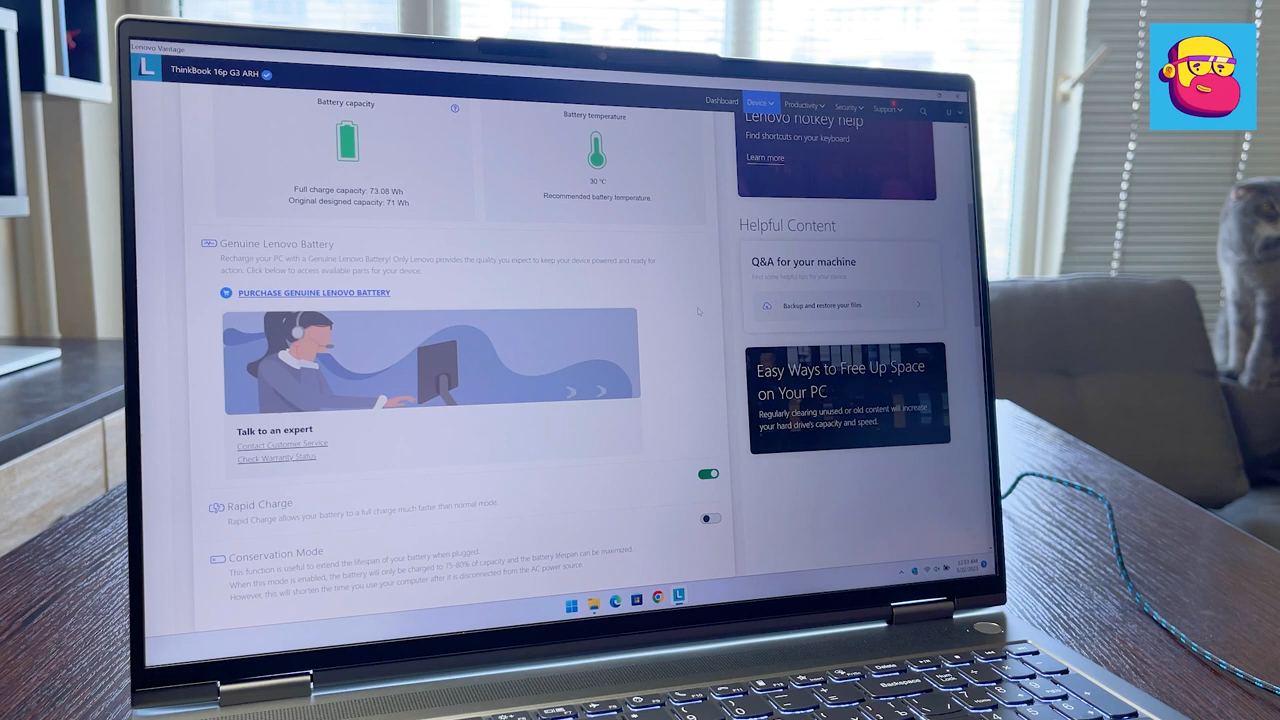 Lenovo Vantage
L
ThinkBook 16p G3 ARH
Dashboard
Device
Productivity
Security
Support
U
Battery capacity
Full charge capacity: 73.08 Wh
Original designed capacity: 71 Wh
Battery temperature
30 °C
Recommended battery temperature.
Lenovo hotkey help
Find shortcuts on your keyboard
Learn more
Genuine Lenovo Battery
Recharge your PC with a Genuine Lenovo Battery! Only Lenovo provides the quality you expect to keep your device powered and ready for
action. Click below to access available parts for your device.
PURCHASE GENUINE LENOVO BATTERY
Talk to an expert
Contact Customer Service
Check Warranty Status
Helpful Content
Q&A for your machine
Find some helpful tips for your device
Backup and restore your files
Easy Ways to Free Up Space
on Your PC
Regularly clearing unused or old content will increase
your hard drive's capacity and speed.
Rapid Charge
Rapid Charge allows your battery to a full charge much faster than normal mode.
Conservation Mode
This function is useful to extend the lifespan of your battery when plugged.
When this mode is enabled, the battery will only be charged to 75-80% of capacity and the battery lifespan can be maximized.
However, this will shorten the time you use your computer after it is disconnected from the AC power source.
L
Delete
Backspace